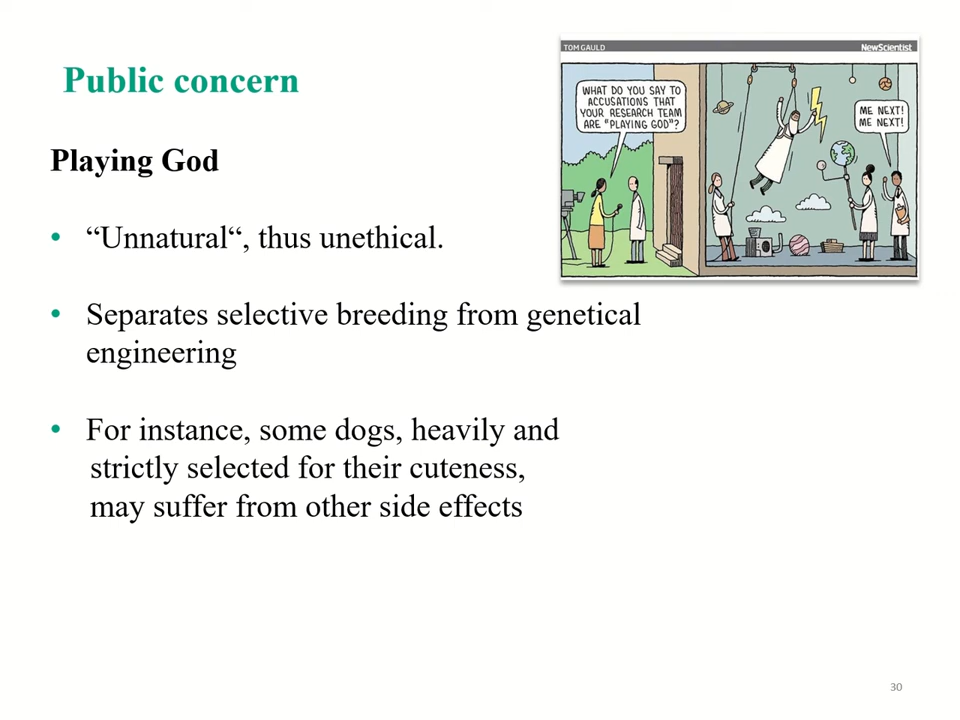 Public concern
TOM GAULD
NewScientist
WHAT DO YOU SAY TO
ACCUSATIONS THAT
YOUR RESEARCH TEAM
ARE "PLAYING GOD"?
ME NEXT!
ME NEXT!
Playing God
• “Unnatural“, thus unethical.
• Separates selective breeding from genetical
engineering
• For instance, some dogs, heavily and
strictly selected for their cuteness,
may suffer from other side effects
30